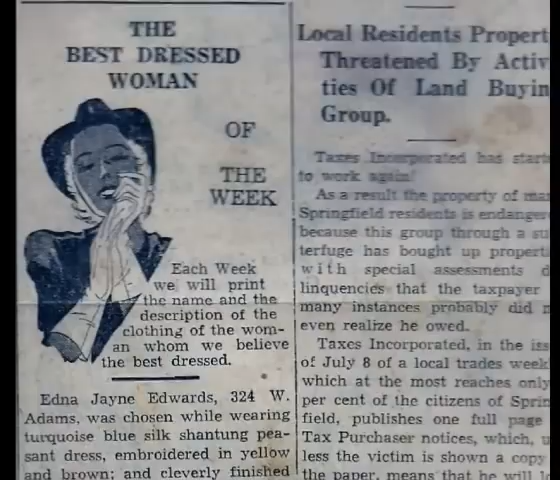 THE
BEST DRESSED
WOMAN
OF
THE
WEEK
Each Week
we will print
the name and the
description of the
clothing of the wom-
an whom we believe
the best dressed.
Edna Jayne Edwards, 324 W.
Adams, was chosen while wearing
turquoise blue silk shantung pea-
sant dress, embroidered in yellow
and brown; and cleverly finished
Local Residents Propert
Threatened By Activ
ties Of Land Buyin
Group.
Taxes Incorporated has start
to work again!
As a result the property of ma
Springfield residents is endanger
because this group through a su
terfuge has bought up propert
with special assessments d
linquencies that the taxpayer
many instances probably did n
even realize he owed.
Taxes Incorporated, in the iss
of July 8 of a local trades week
which at the most reaches only
per cent of the citizens of Sprin
field, publishes one full page
Tax Purchaser notices, which, u
less the victim is shown a copy
the paper, means that he will l